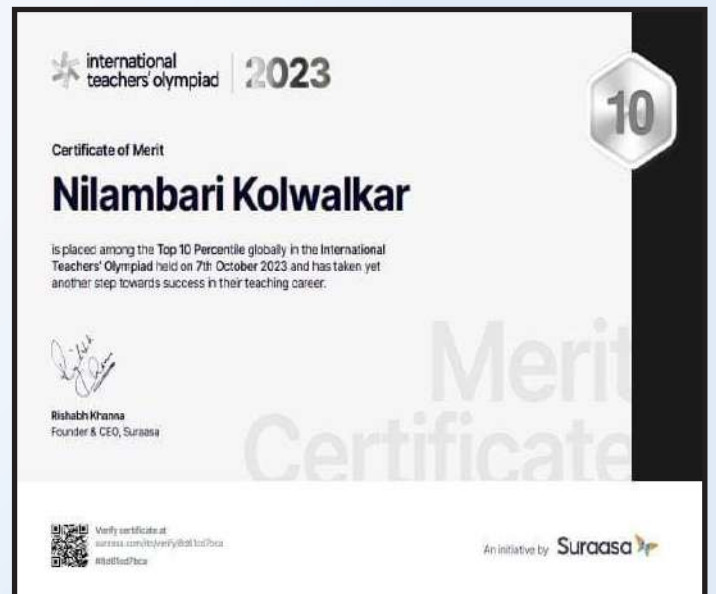 international
teachers' olympiad
2023
10
Certificate of Merit
Nilambari Kolwalkar
is placed among the Top 10 Percentile globally in the International
Teachers' Olympiad held on 7th October 2023 and has taken yet
another step towards success in their teaching career.
Rishabh Khanna
Founder & CEO, Suraasa
Merit
Certificate
Verify certificate at
An initiative by Suraasa